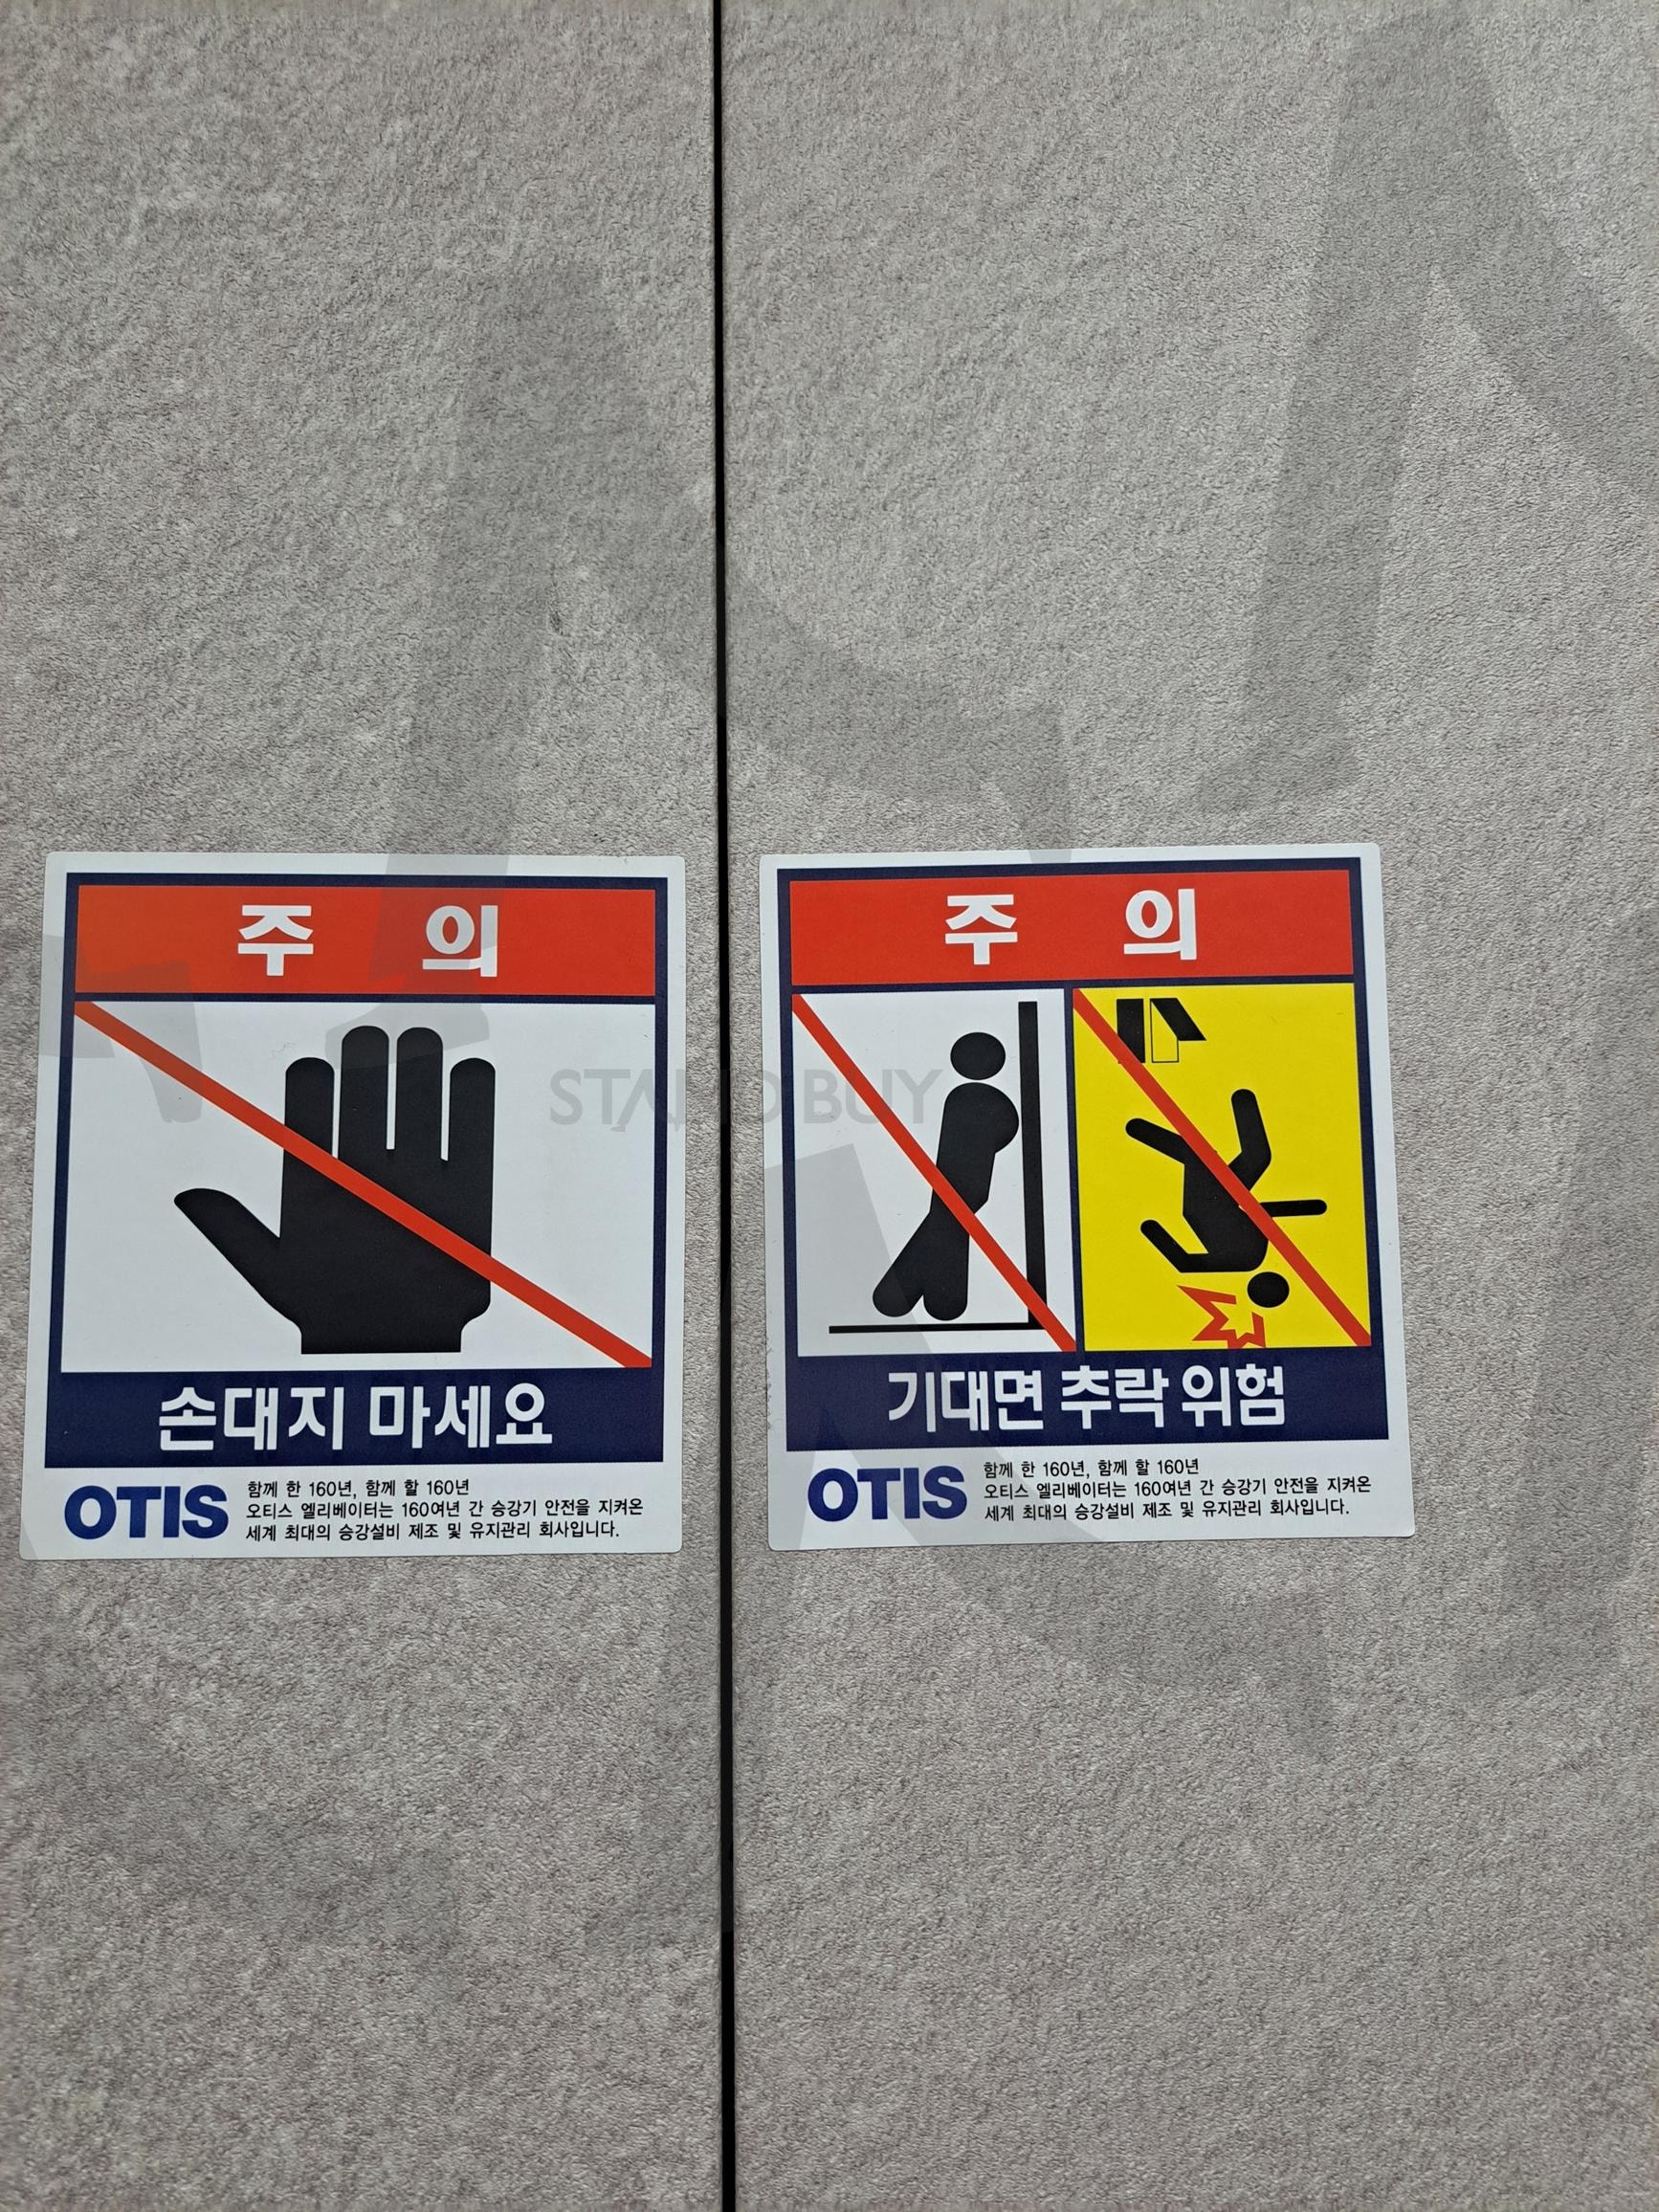 주 의
손대지 마세요
OTIS
함께 한 160년, 함께 할 160년
오티스 엘리베이터는 160여년 간 승강기 안전을 지켜온
세계 최대의 승강설비 제조 및 유지관리 회사입니다.
주 의
기대면 추락 위험
OTIS
함께 한 160년, 함께 할 160년
오티스 엘리베이터는 160여년 간 승강기 안전을 지켜온
세계 최대의 승강설비 제조 및 유지관리 회사입니다.
STAND BUY